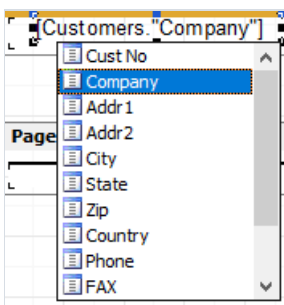 [Customers."Company"]
Cust No
Company
Addr1
Addr2
Page
City
State
Zip
Country
Phone
FAX